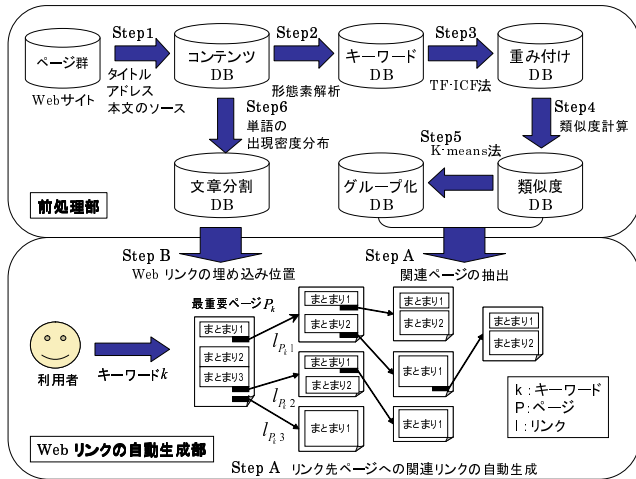 Step1
Step2
Step3
ページ群
コンテンツ
DB
キーワード
DB
重み付け
DB
Webサイト
タイトル
アドレス
本文のソース
形態素解析
TF-ICF法
Step6
単語の
出現密度分布
Step4
類似度計算
Step5
K-means法
文章分割
DB
グループ化
DB
類似度
DB
前処理部
Step B
Web リンクの埋め込み位置
Step A
関連ページの抽出
最重要ページPk
まとまり1
まとまり2
まとまり3
まとまり1
まとまり2
まとまり1
まとまり2
まとまり1
まとまり1
まとまり2
まとまり1
まとまり1
まとまり1
まとまり2
lPk1
lPk2
lPk3
利用者
キーワードk
k:キーワード
P:ページ
l:リンク
Web リンクの自動生成部
Step A リンク先ページへの関連リンクの自動生成